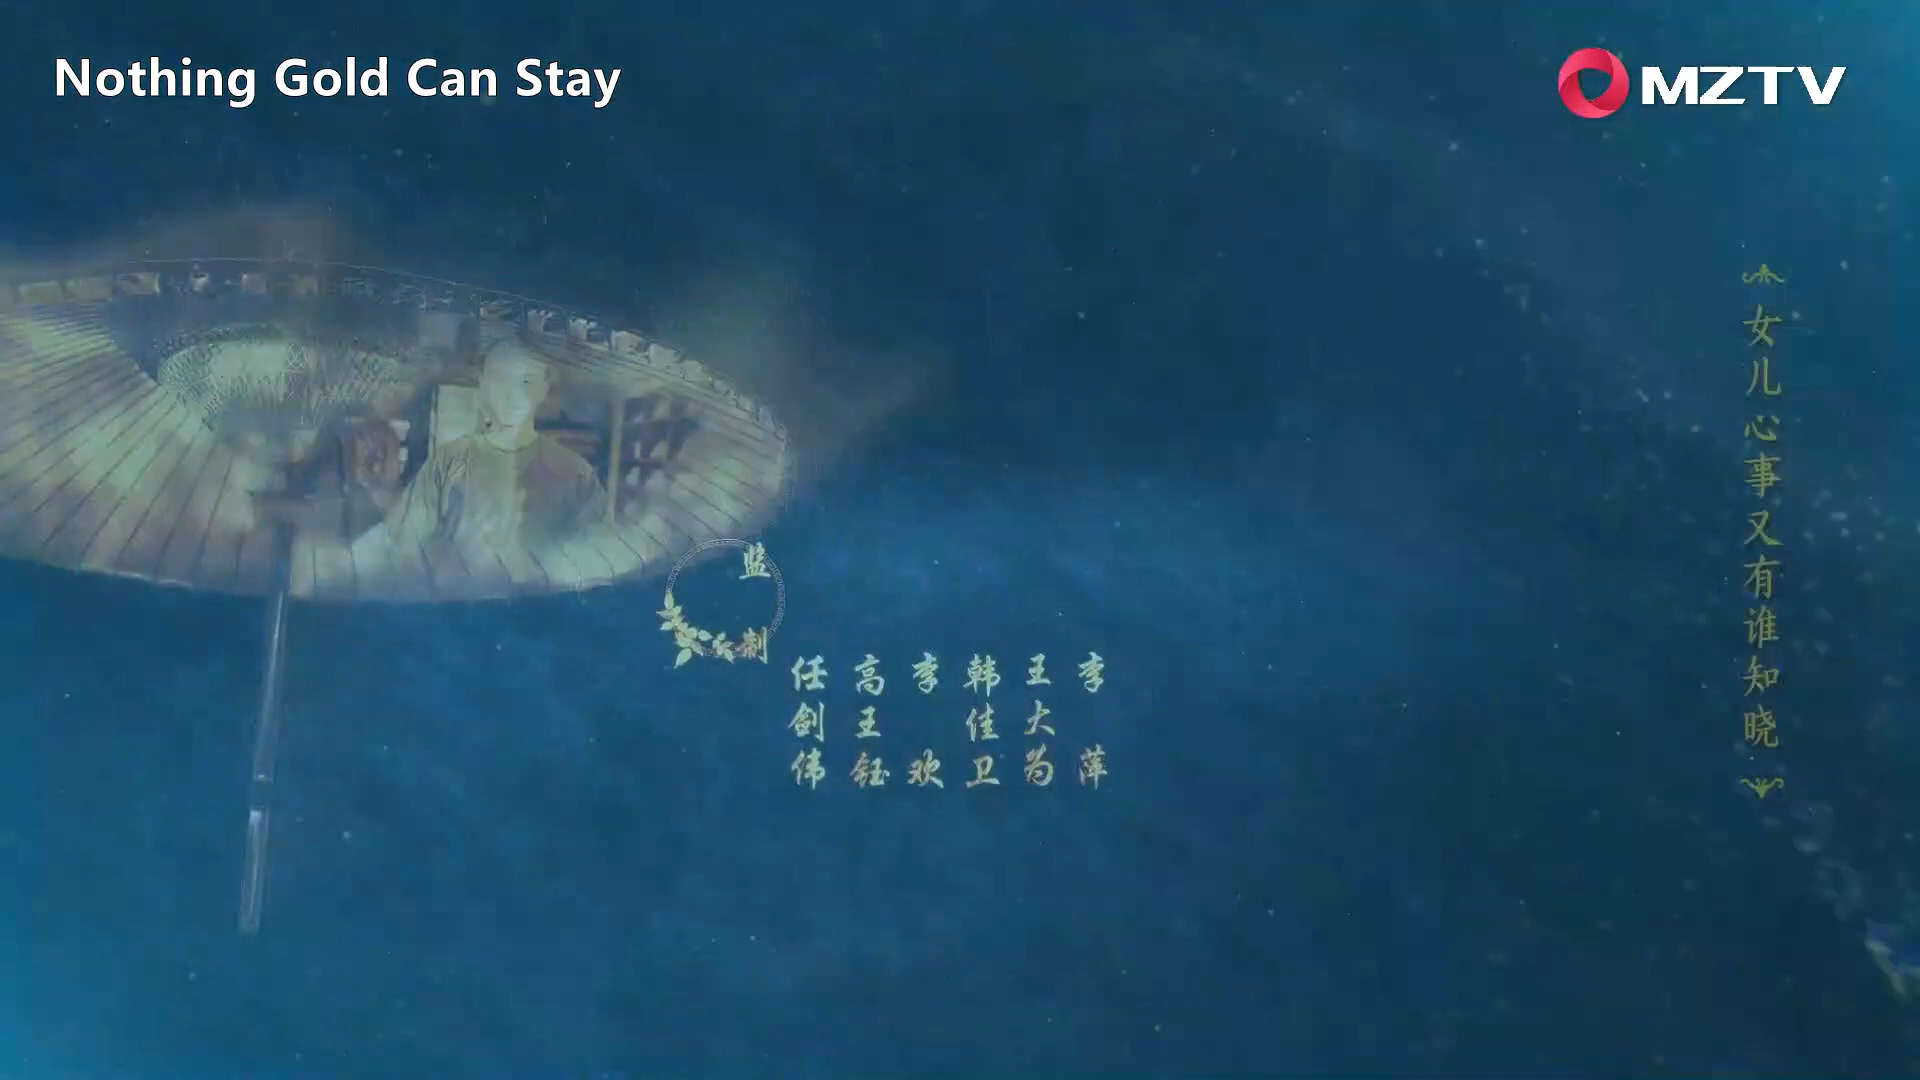 Nothing Gold Can Stay
MZTV
女儿心事又有谁知晓
监制
李萍
王大为
韩佳卫
李欢
高王钰
任剑伟